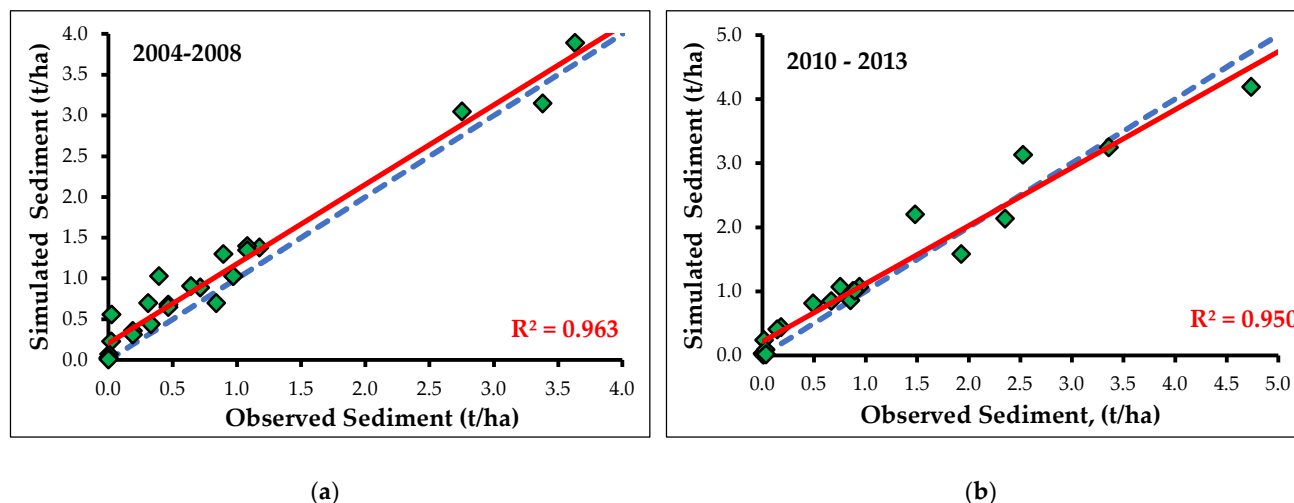 2004-2008
Simulated Sediment (t/ha)
4.0
3.5
3.0
2.5
2.0
1.5
1.0
0.5
0.0
R² = 0.963
0.0 0.5 1.0 1.5 2.0 2.5 3.0 3.5 4.0
Observed Sediment (t/ha)
(a)
2010 - 2013
Simulated Sediment (t/ha)
5.0
4.0
3.0
2.0
1.0
0.0
R² = 0.950
0.0 0.5 1.0 1.5 2.0 2.5 3.0 3.5 4.0 4.5 5.0
Observed Sediment, (t/ha)
(b)